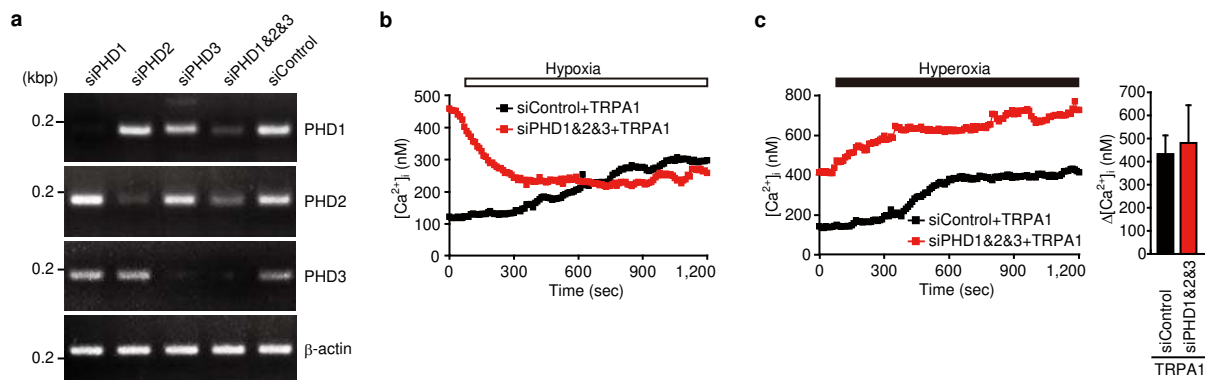 a
siPHD1
siPHD2
siPHD3
siPHD1&2&3
siControl
(kbp)
0.2
PHD1
0.2
PHD2
0.2
PHD3
0.2
β-actin
b
Hypoxia
500
400
300
200
100
0
[Ca²⁺]ᵢ (nM)
siControl+TRPA1
siPHD1&2&3+TRPA1
0
300
600
900
1,200
Time (sec)
c
Hyperoxia
800
600
400
200
0
[Ca²⁺]ᵢ (nM)
siControl+TRPA1
siPHD1&2&3+TRPA1
0
300
600
900
1,200
Time (sec)
700
600
500
400
300
200
100
0
Δ[Ca²⁺]ᵢ (nM)
siControl
siPHD1&2&3
TRPA1